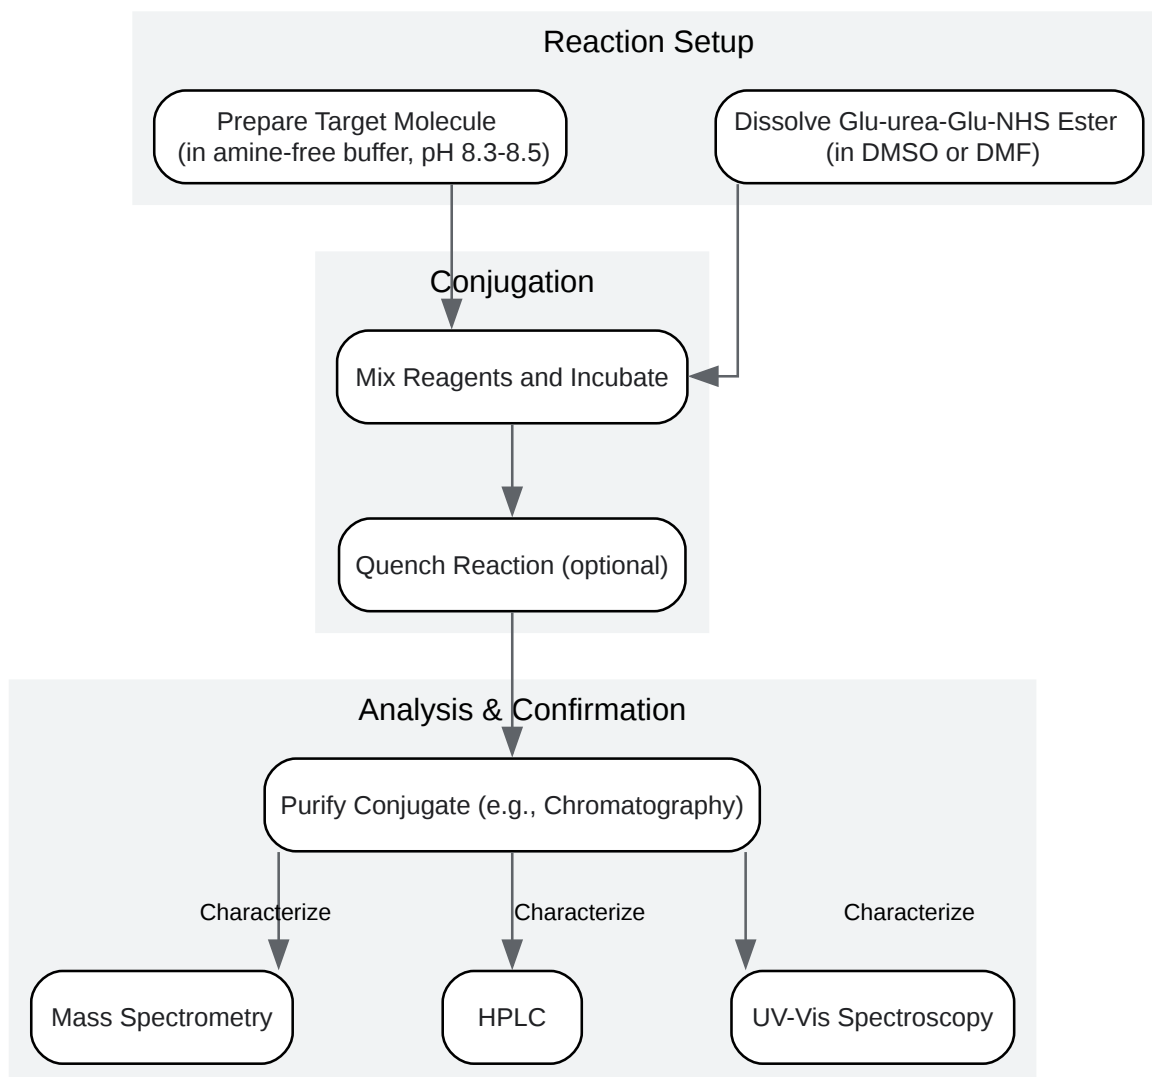 Reaction Setup
Prepare Target Molecule
(in amine-free buffer, pH 8.3-8.5)
Dissolve Glu-urea-Glu-NHS Ester
(in DMSO or DMF)
Conjugation
Mix Reagents and Incubate
Quench Reaction (optional)
Analysis & Confirmation
Purify Conjugate (e.g., Chromatography)
Characterize
Characterize
Characterize
Mass Spectrometry
HPLC
UV-Vis Spectroscopy